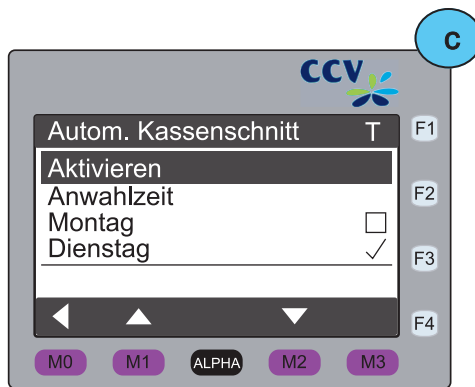 C
CCV
Autom. Kassenschnitt T
F1
Aktivieren
Anwahlzeit
F2
Montag
Dienstag
F3
F4
M0 M1 ALPHA M2 M3